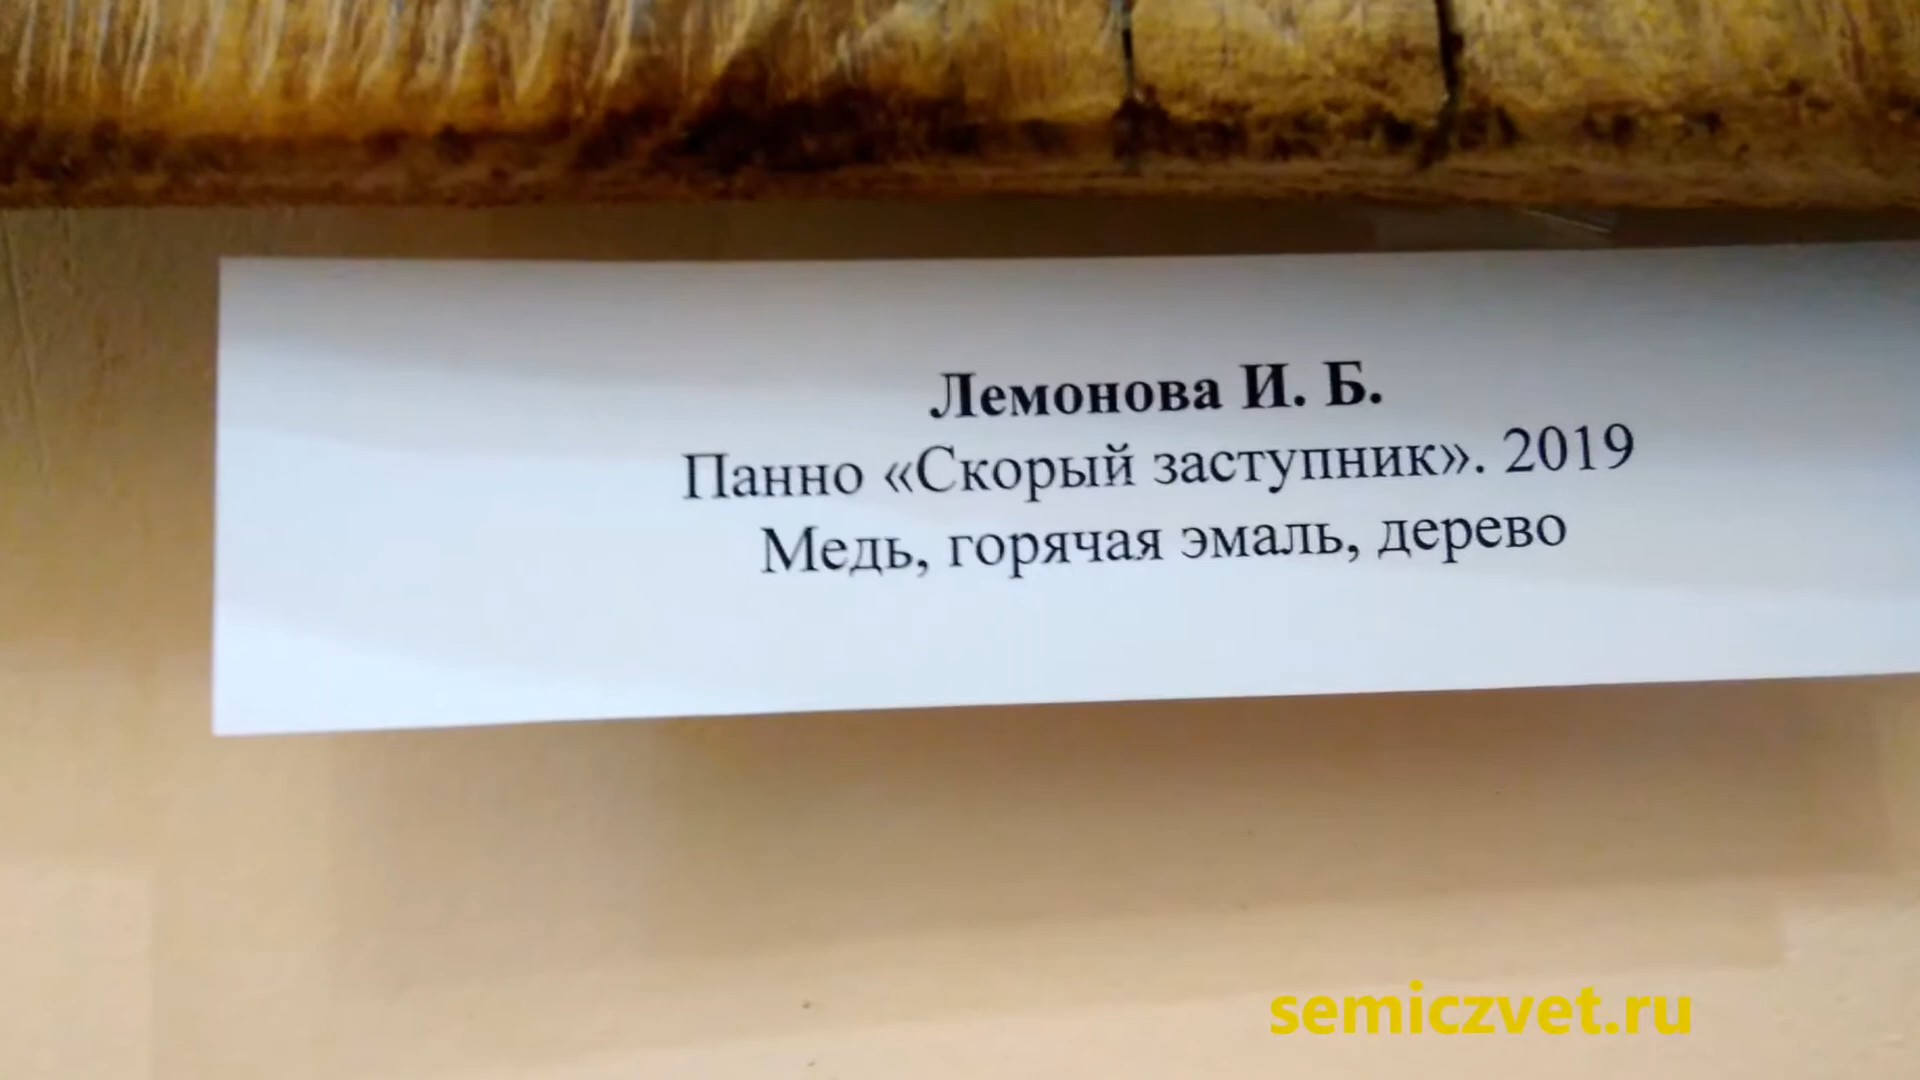 Лемонова И. Б.
Панно «Скорый заступник». 2019
Медь, горячая эмаль, дерево
semiczvet.ru